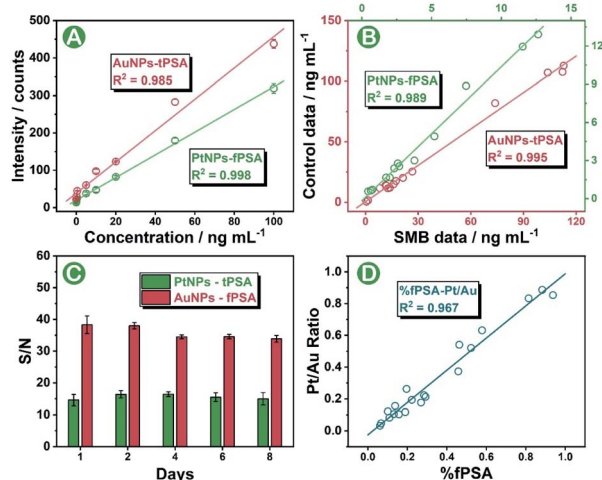 A
500
400
300
200
100
0
Intensity / counts
AuNPs-tPSA
R² = 0.985
PtNPs-fPSA
R² = 0.998
0 20 40 60 80 100
Concentration / ng mL⁻¹
B
0 5 10 15
150
100
50
0
Control data / ng mL⁻¹
PtNPs-fPSA
R² = 0.989
AuNPs-tPSA
R² = 0.995
12
9
6
3
0
0 30 60 90 120
SMB data / ng mL⁻¹
C
60
50
40
30
20
10
0
S/N
PtNPs - tPSA
AuNPs - fPSA
1 2 4 6 8
Days
D
1.0
0.8
0.6
0.4
0.2
0.0
Pt/Au Ratio
%fPSA-Pt/Au
R² = 0.967
0.0 0.2 0.4 0.6 0.8 1.0
%fPSA